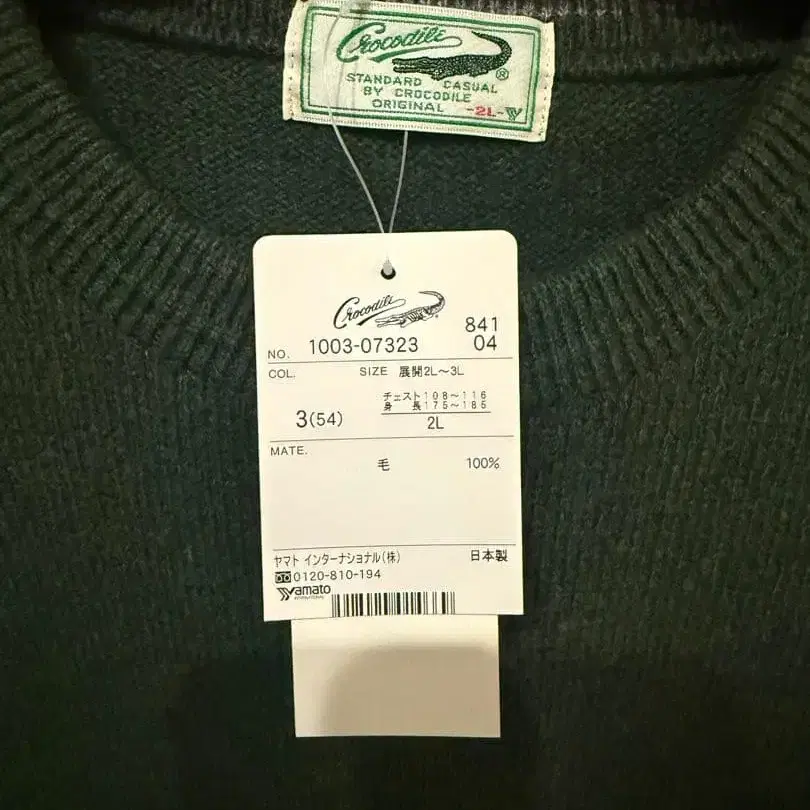 Crocodile
®
STANDARD CASUAL
BY CROCODILE
ORIGINAL -2L-
Crocodile
841
NO. 1003-07323 04
COL. SIZE 展開2L〜3L
チェスト108〜116
身 長175〜185
3(54) 2L
MATE.
毛 100%
ヤマト インターナショナル(株) 日本製
0120-810-194
Yamato
INTERNATIONAL